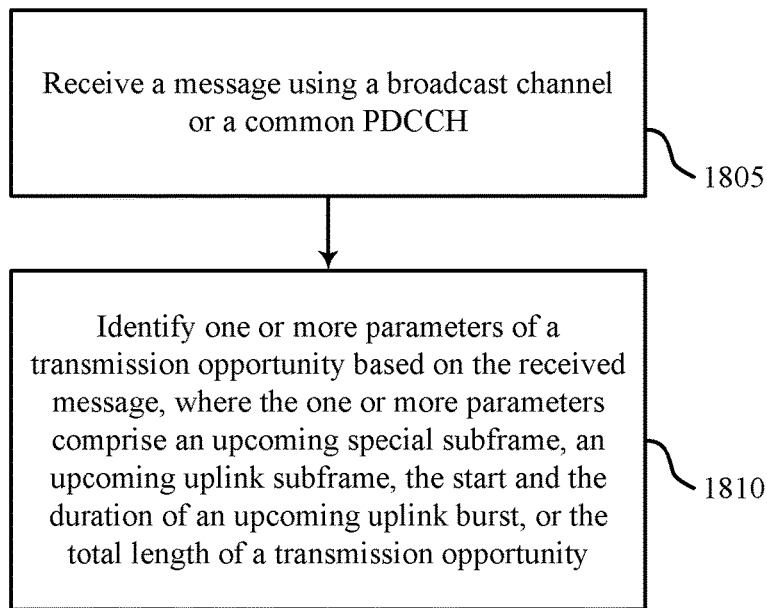 Receive a message using a broadcast channel
or a common PDCCH
1805
Identify one or more parameters of a
transmission opportunity based on the received
message, where the one or more parameters
comprise an upcoming special subframe, an
upcoming uplink subframe, the start and the
duration of an upcoming uplink burst, or the
total length of a transmission opportunity
1810